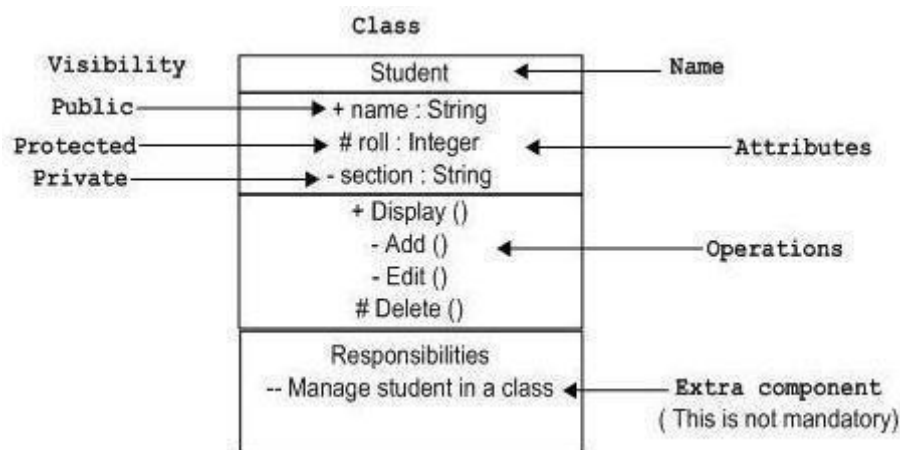 Class
Visibility
Student
Name
Public
+ name : String
Protected
# roll : Integer
Attributes
Private
- section : String
+ Display ()
- Add ()
Operations
- Edit ()
# Delete ()
Responsibilities
-- Manage student in a class
Extra component
( This is not mandatory)